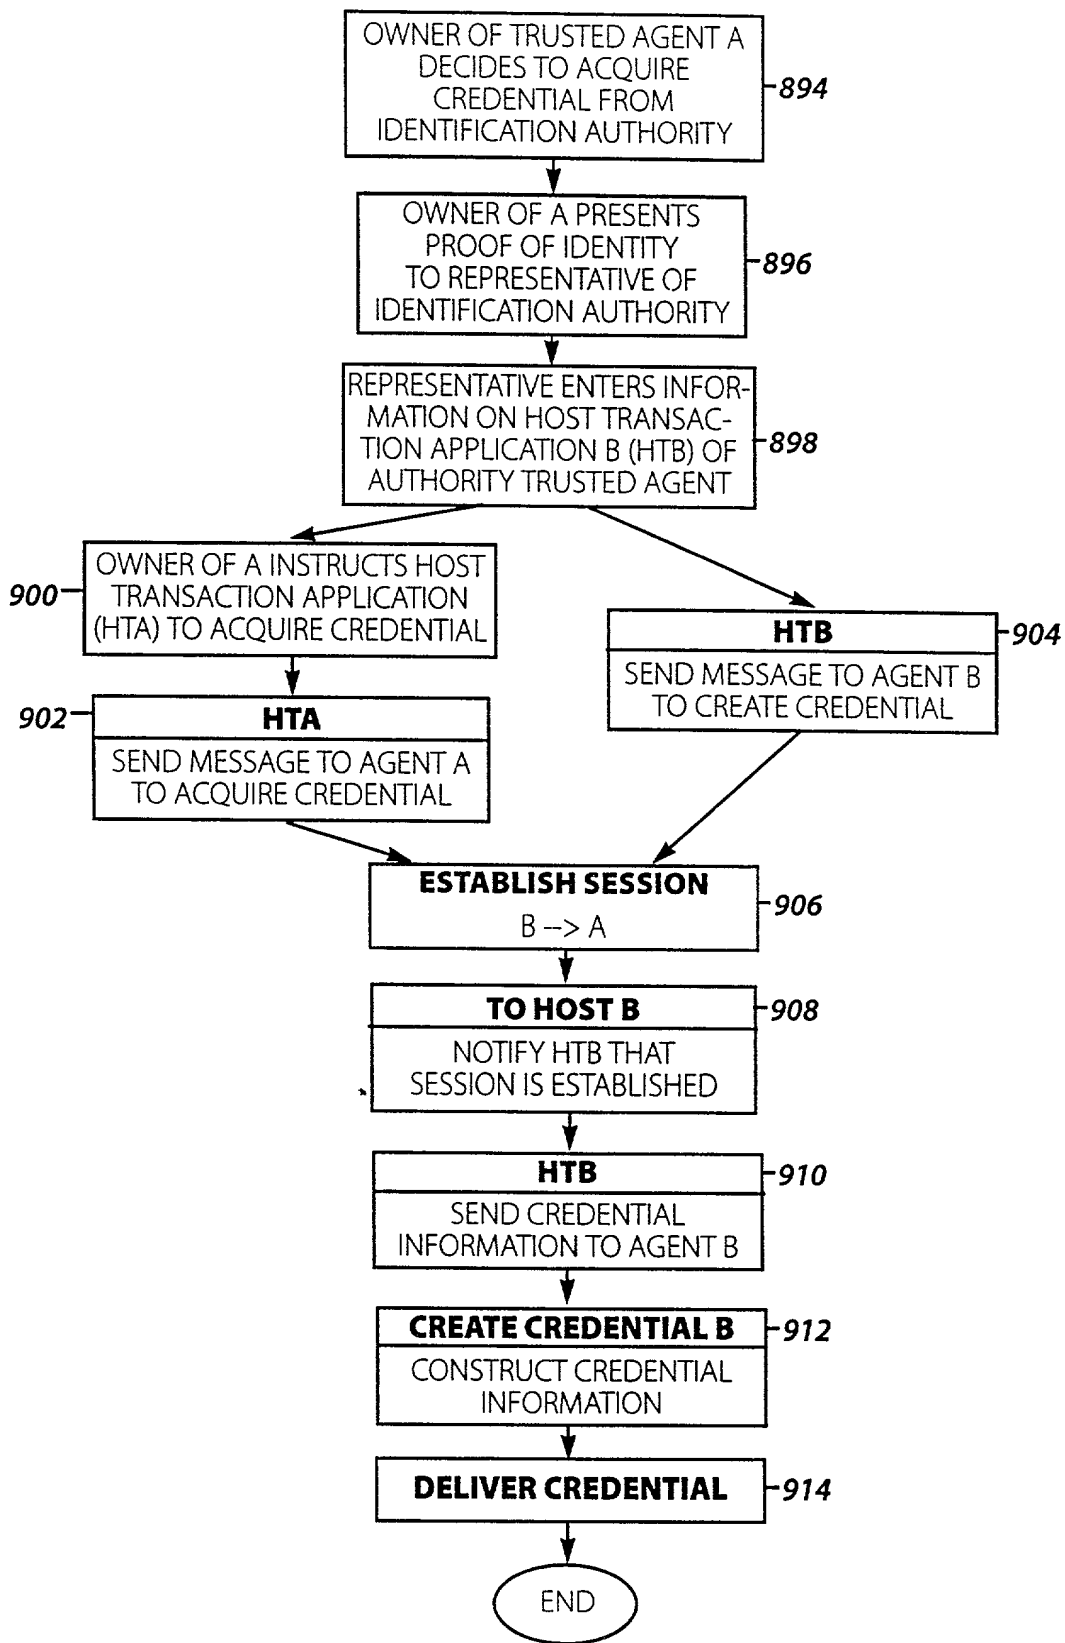 OWNER OF TRUSTED AGENT A
DECIDES TO ACQUIRE
CREDENTIAL FROM
IDENTIFICATION AUTHORITY
894
OWNER OF A PRESENTS
PROOF OF IDENTITY
TO REPRESENTATIVE OF
IDENTIFICATION AUTHORITY
896
REPRESENTATIVE ENTERS INFOR-
MATION ON HOST TRANSAC-
TION APPLICATION B (HTB) OF
AUTHORITY TRUSTED AGENT
898
OWNER OF A INSTRUCTS HOST
TRANSACTION APPLICATION
(HTA) TO ACQUIRE CREDENTIAL
900
HTA
SEND MESSAGE TO AGENT A
TO ACQUIRE CREDENTIAL
902
HTB
SEND MESSAGE TO AGENT B
TO CREATE CREDENTIAL
904
ESTABLISH SESSION
B --> A
906
TO HOST B
NOTIFY HTB THAT
SESSION IS ESTABLISHED
908
HTB
SEND CREDENTIAL
INFORMATION TO AGENT B
910
CREATE CREDENTIAL B
CONSTRUCT CREDENTIAL
INFORMATION
912
DELIVER CREDENTIAL
914
END